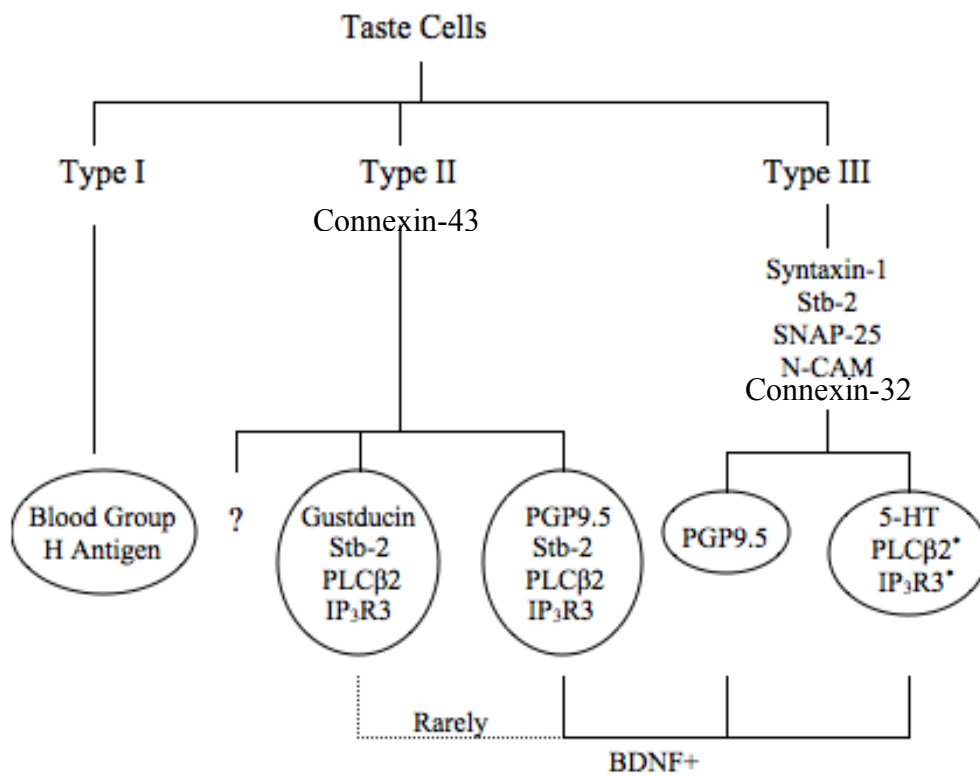 Taste Cells
Type I
Type II
Type III
Connexin-43
Syntaxin-1
Stb-2
SNAP-25
N-CAM
Connexin-32
Blood Group
H Antigen
?
Gustducin
Stb-2
PLCβ2
IP₃R3
PGP9.5
Stb-2
PLCβ2
IP₃R3
PGP9.5
5-HT
PLCβ2•
IP₃R3•
Rarely
BDNF+